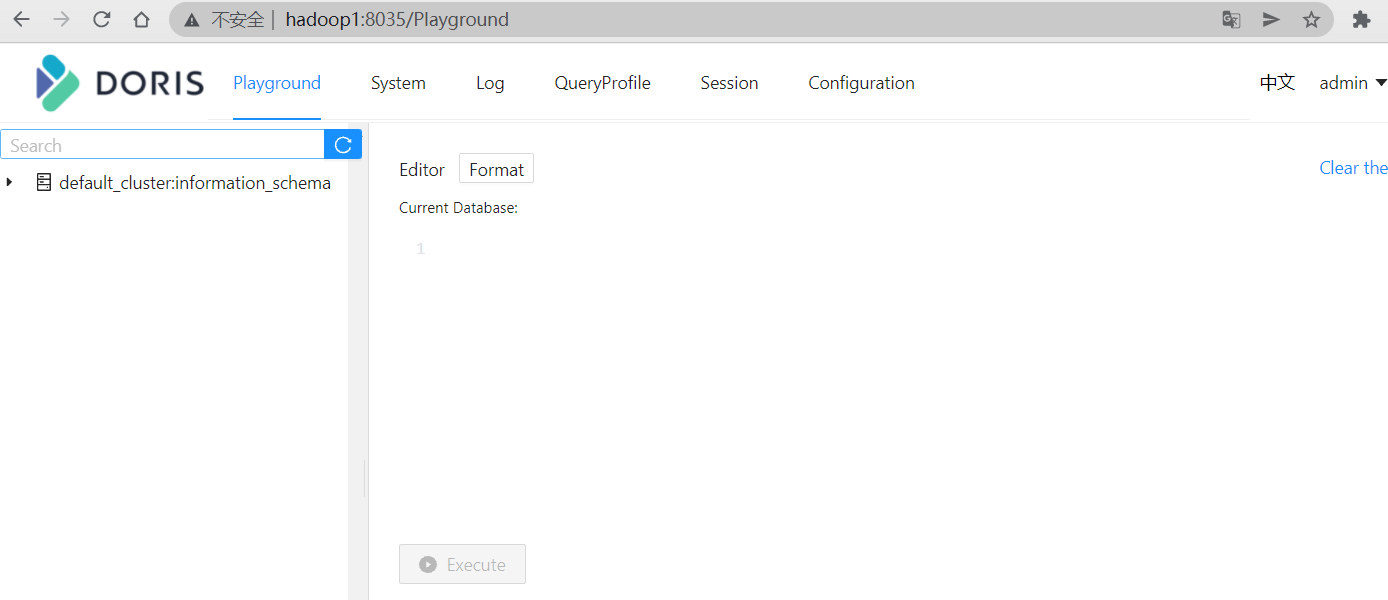 不安全 | hadoop1:8035/Playground
DORIS Playground System Log QueryProfile Session Configuration 中文 admin
Search
default_cluster:information_schema
Editor Format Clear the
Current Database:
1
Execute